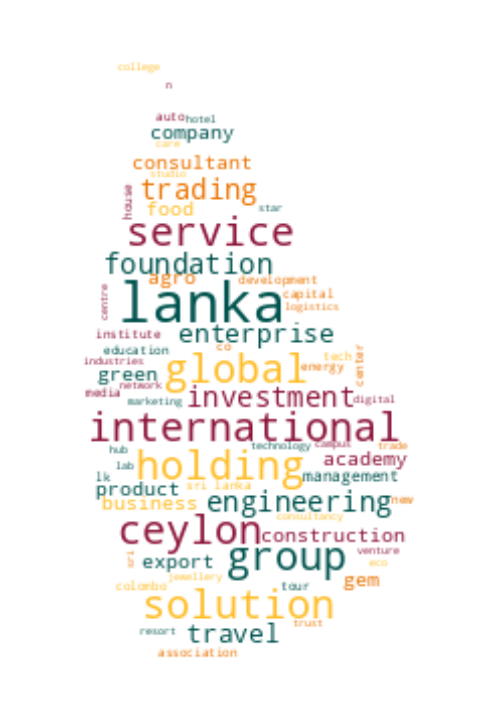 college
n
auto hotel
company
care
consultant
studio
trading
house
food star
service
foundation
agro development
lanka capital
centre
logistics
institute enterprise
education co
tech
industries global energy center
green
network
media investment digital
marketing
international
hub technology campus trade
lab holding academy
lk management
product sri lanka
business engineering new
consultancy
ceylon construction
group venture
sri export eco
jewellery
colombo tour gem
solution
trust
resort travel
association